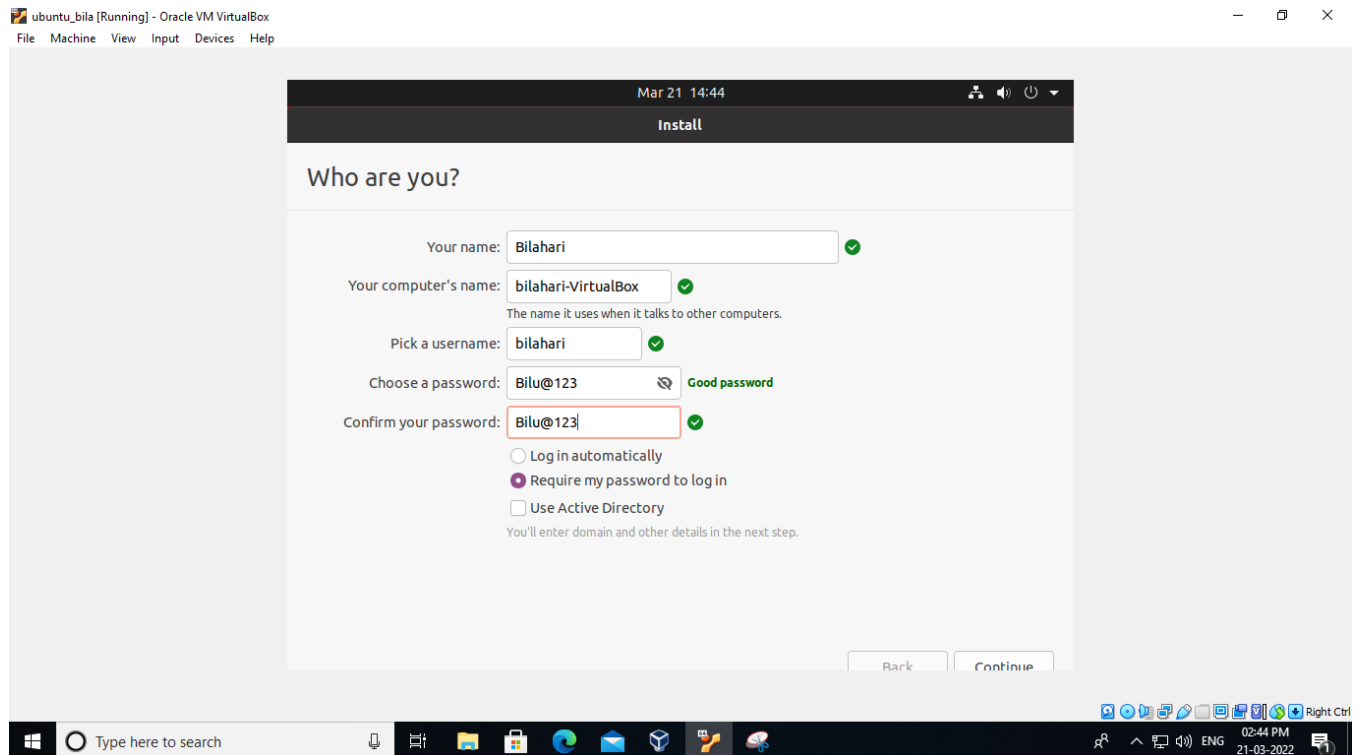 ubuntu_bila [Running] - Oracle VM VirtualBox
File Machine View Input Devices Help
Mar 21 14:44
Install
Who are you?
Your name: Bilahari
Your computer's name: bilahari-VirtualBox
The name it uses when it talks to other computers.
Pick a username: bilahari
Choose a password: Bilu@123 Good password
Confirm your password: Bilu@123
Log in automatically
Require my password to log in
Use Active Directory
You'll enter domain and other details in the next step.
Back Continue
Right Ctrl
Type here to search
ENG
02:44 PM
21-03-2022